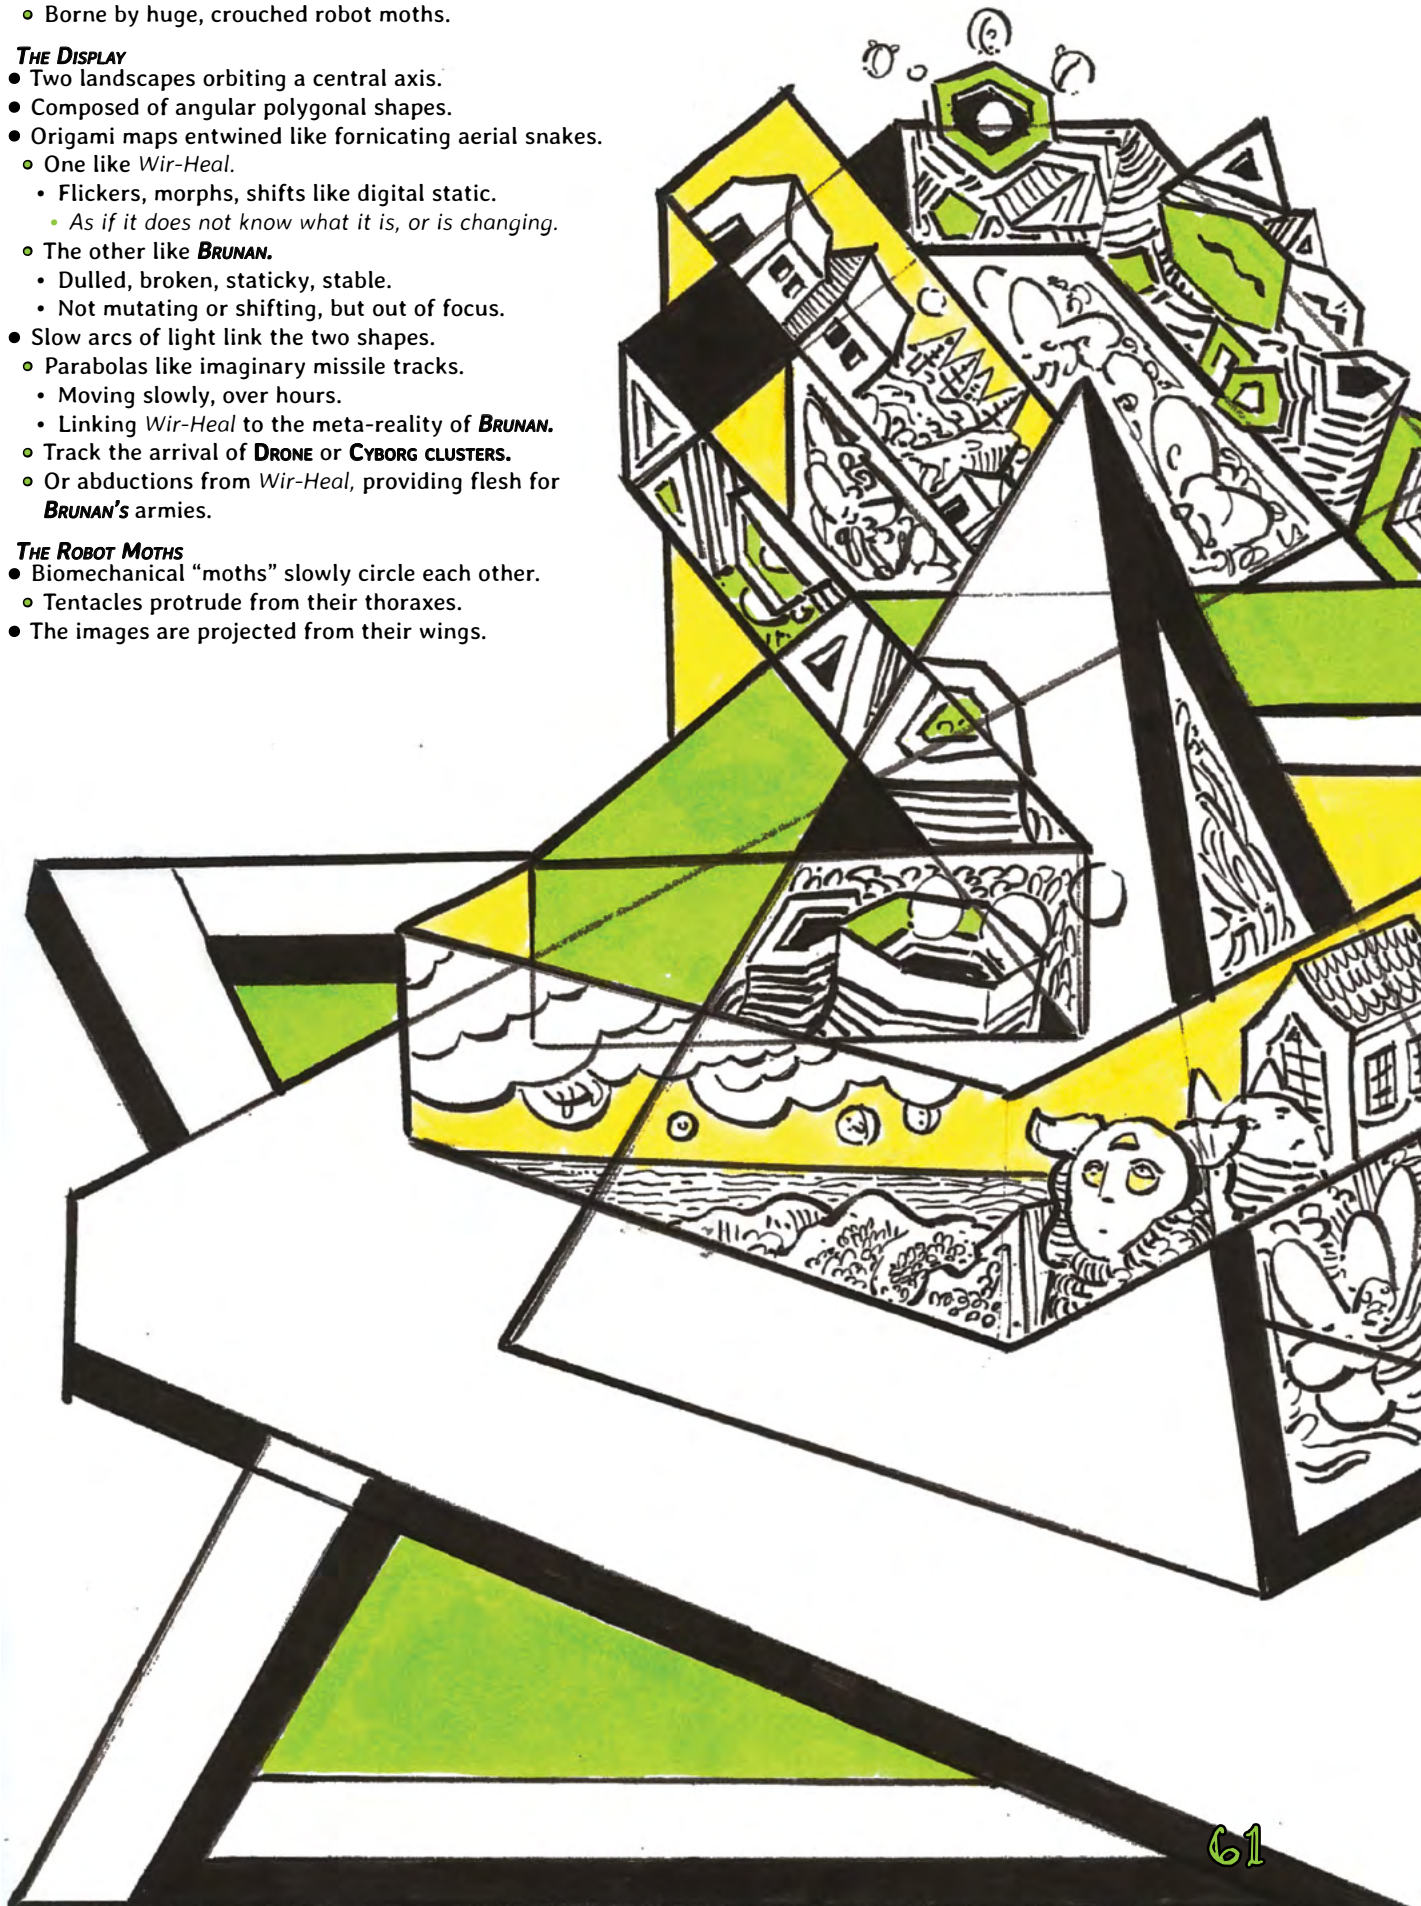 Borne by huge, crouched robot moths.
THE DISPLAY
Two landscapes orbiting a central axis.
Composed of angular polygonal shapes.
Origami maps entwined like fornicating aerial snakes.
One like Wir-Heal.
Flickers, morphs, shifts like digital static.
As if it does not know what it is, or is changing.
The other like BRUNAN.
Dulled, broken, staticky, stable.
Not mutating or shifting, but out of focus.
Slow arcs of light link the two shapes.
Parabolas like imaginary missile tracks.
Moving slowly, over hours.
Linking Wir-Heal to the meta-reality of BRUNAN.
Track the arrival of DRONE or CYBORG CLUSTERS.
Or abductions from Wir-Heal, providing flesh for
BRUNAN'S armies.
THE ROBOT MOTHS
Biomechanical “moths” slowly circle each other.
Tentacles protrude from their thoraxes.
The images are projected from their wings.
61